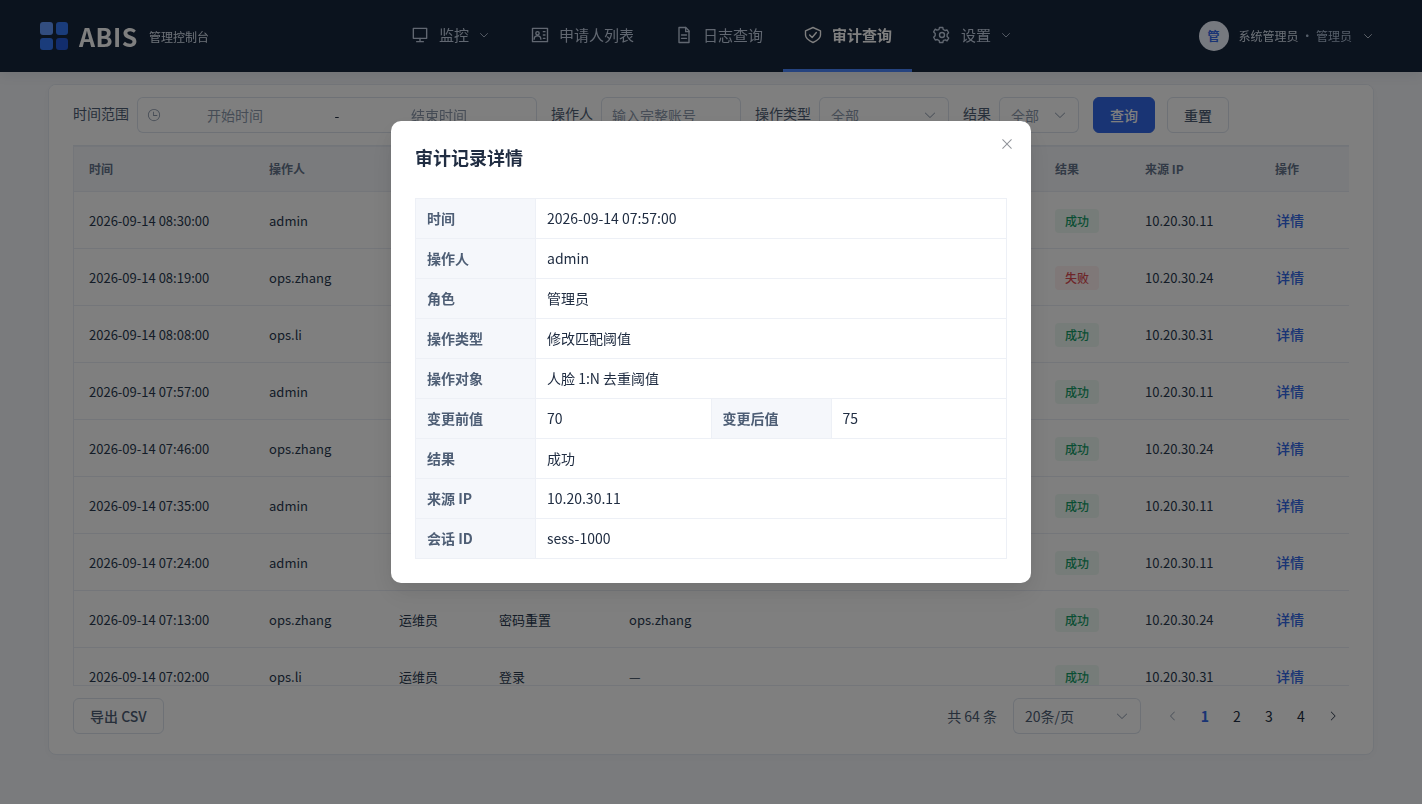 ABIS 管理控制台 监控 申请人列表 日志查询 审计查询 设置 管 系统管理员 · 管理员
时间范围 开始时间 - 结束时间 操作人 输入完整账号 操作类型 全部 结果 全部 查询 重置
时间 操作人 结果 来源 IP 操作
2026-09-14 08:30:00 admin 成功 10.20.30.11 详情
2026-09-14 08:19:00 ops.zhang 失败 10.20.30.24 详情
2026-09-14 08:08:00 ops.li 成功 10.20.30.31 详情
2026-09-14 07:57:00 admin 成功 10.20.30.11 详情
2026-09-14 07:46:00 ops.zhang 成功 10.20.30.24 详情
2026-09-14 07:35:00 admin 成功 10.20.30.11 详情
2026-09-14 07:24:00 admin 成功 10.20.30.11 详情
2026-09-14 07:13:00 ops.zhang 运维员 密码重置 ops.zhang 成功 10.20.30.24 详情
2026-09-14 07:02:00 ops.li 运维员 登录 — 成功 10.20.30.31 详情
导出 CSV 共 64 条 20条/页 1 2 3 4
审计记录详情
时间 2026-09-14 07:57:00
操作人 admin
角色 管理员
操作类型 修改匹配阈值
操作对象 人脸 1:N 去重阈值
变更前值 70 变更后值 75
结果 成功
来源 IP 10.20.30.11
会话 ID sess-1000